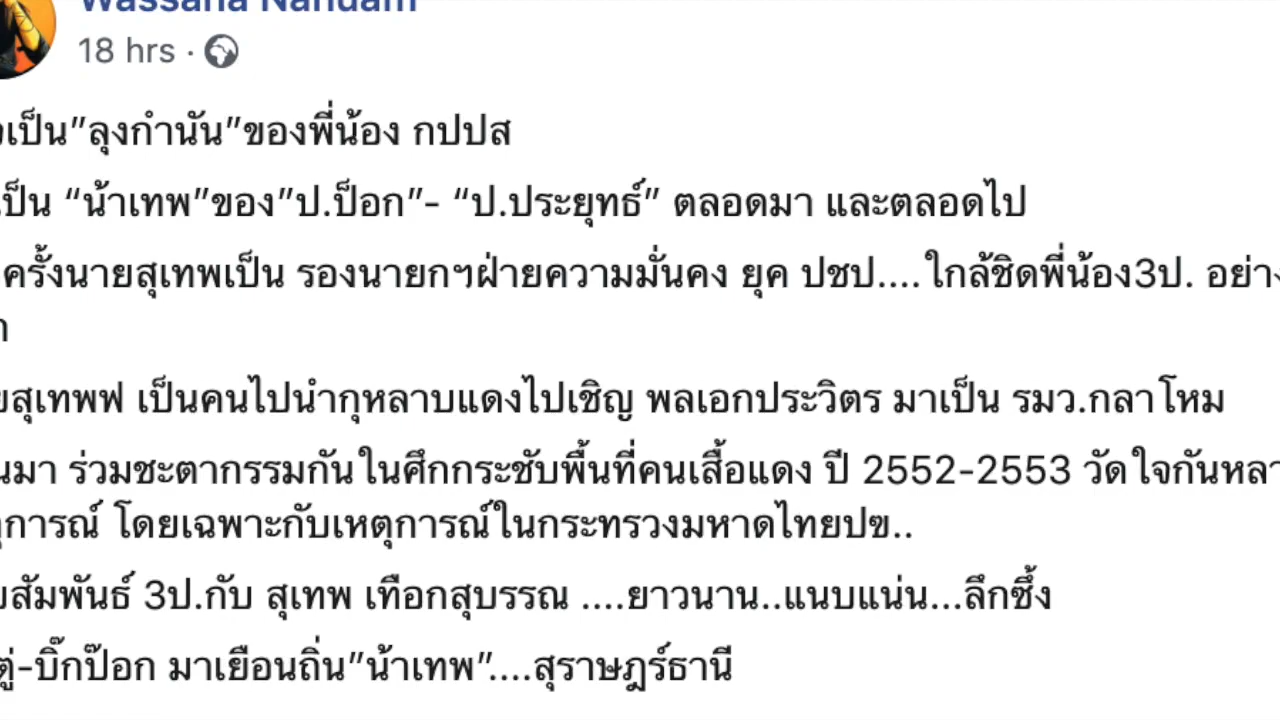 Wassana Nanuam
18 hrs ·
เป็น”ลุงกำนัน”ของพี่น้อง กปปส
เป็น “น้าเทพ”ของ”ป.ป็อก”- “ป.ประยุทธ์” ตลอดมา และตลอดไป
ครั้งนายสุเทพเป็น รองนายกฯฝ่ายความมั่นคง ยุค ปชป....ใกล้ชิดพี่น้อง3ป.
สุเทพฟ เป็นคนไปนำกุหลาบแดงไปเชิญ พลเอกประวิตร มาเป็น รมว.กลาโหม
มา ร่วมชะตากรรมกันในศึกกระชับพื้นที่คนเสื้อแดง ปี 2552-2553 วัดใจกัน
การณ์ โดยเฉพาะกับเหตุการณ์ในกระทรวงมหาดไทยปฃ..
สัมพันธ์ 3ป.กับ สุเทพ เทือกสุบรรณ ....ยาวนาน..แนบแน่น...ลึกซึ้ง
ตู่-บิ๊กป๊อก มาเยือนถิ่น”น้าเทพ”....สุราษฎร์ธานี